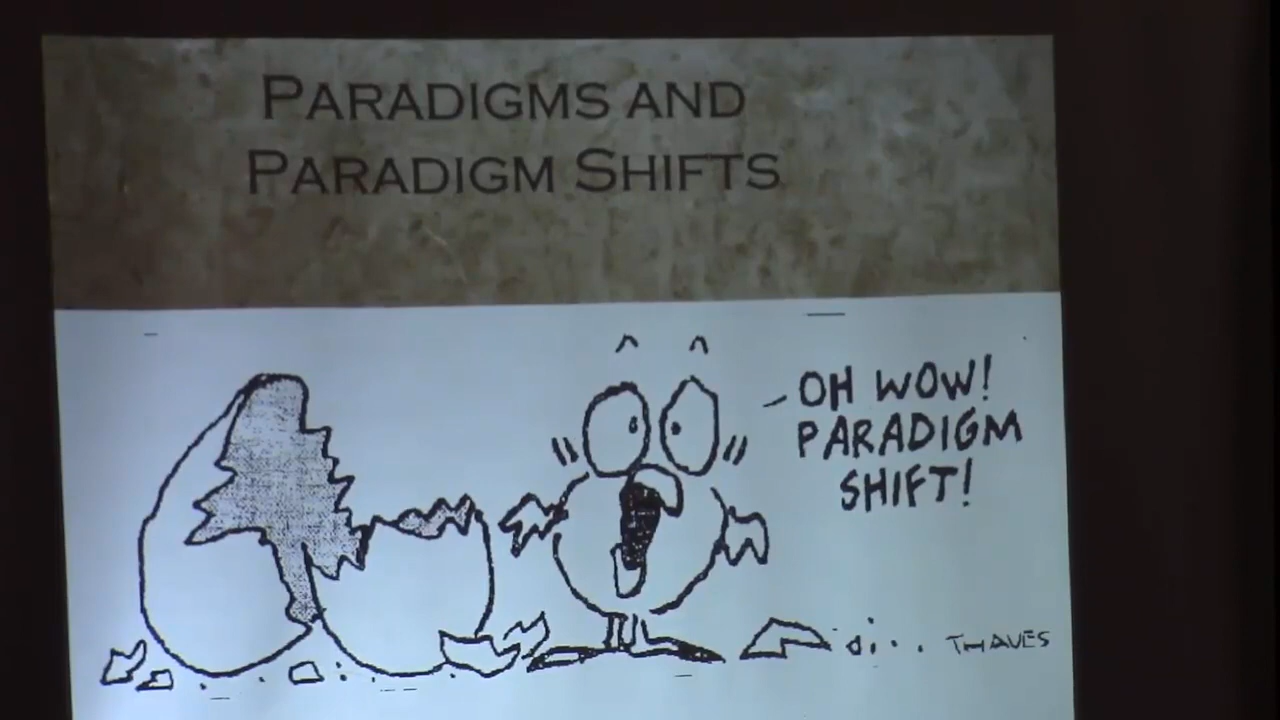 PARADIGMS AND
PARADIGM SHIFTS
OH WOW!
PARADIGM
SHIFT!
THAVES